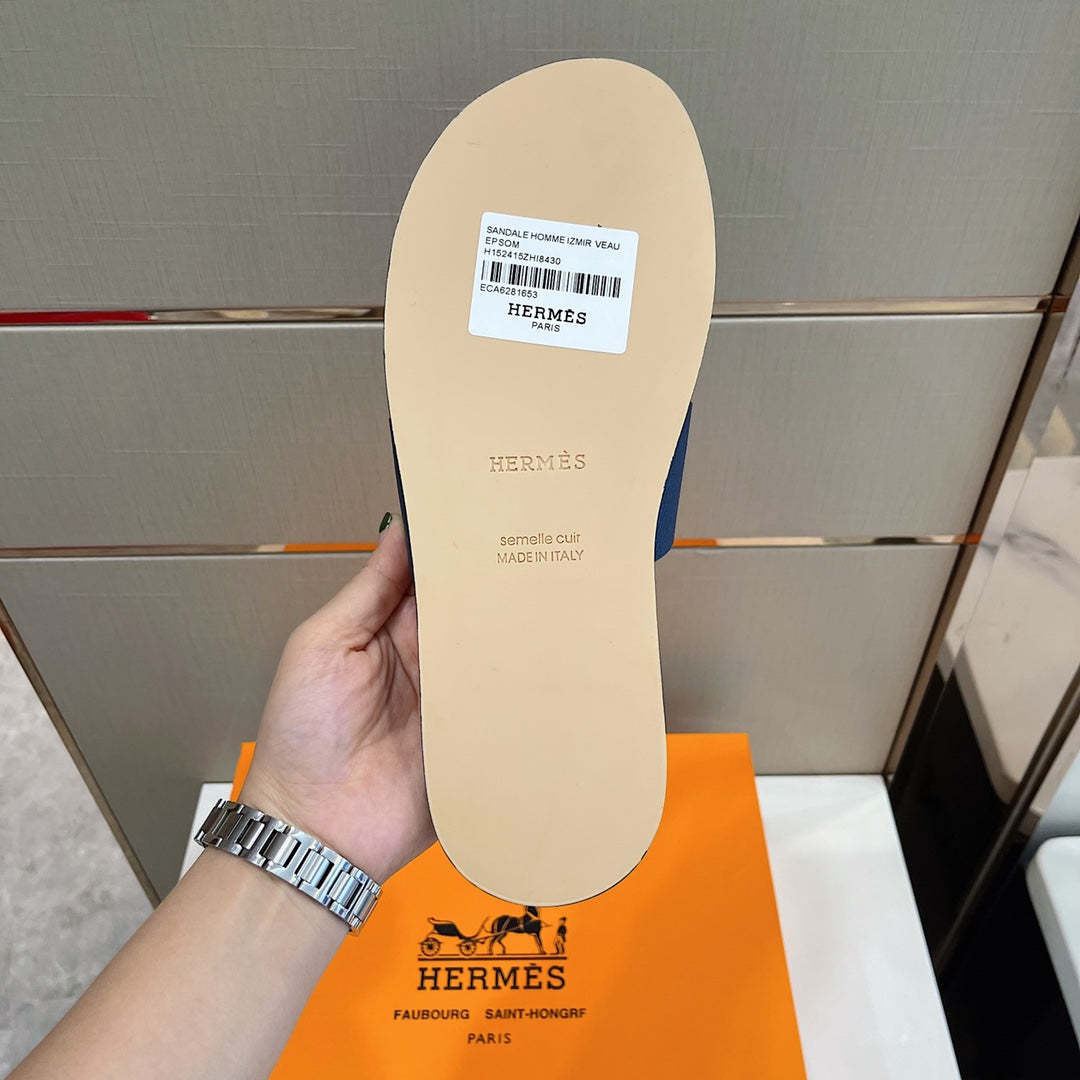 SANDALE HOMME IZMIR VEAU
EPSOM
H152415ZHI8430
ECA6281653
HERMÈS
PARIS
HERMÈS
semelle cuir
MADE IN ITALY
HERMÈS
FAUBOURG SAINT-HONGRF
PARIS